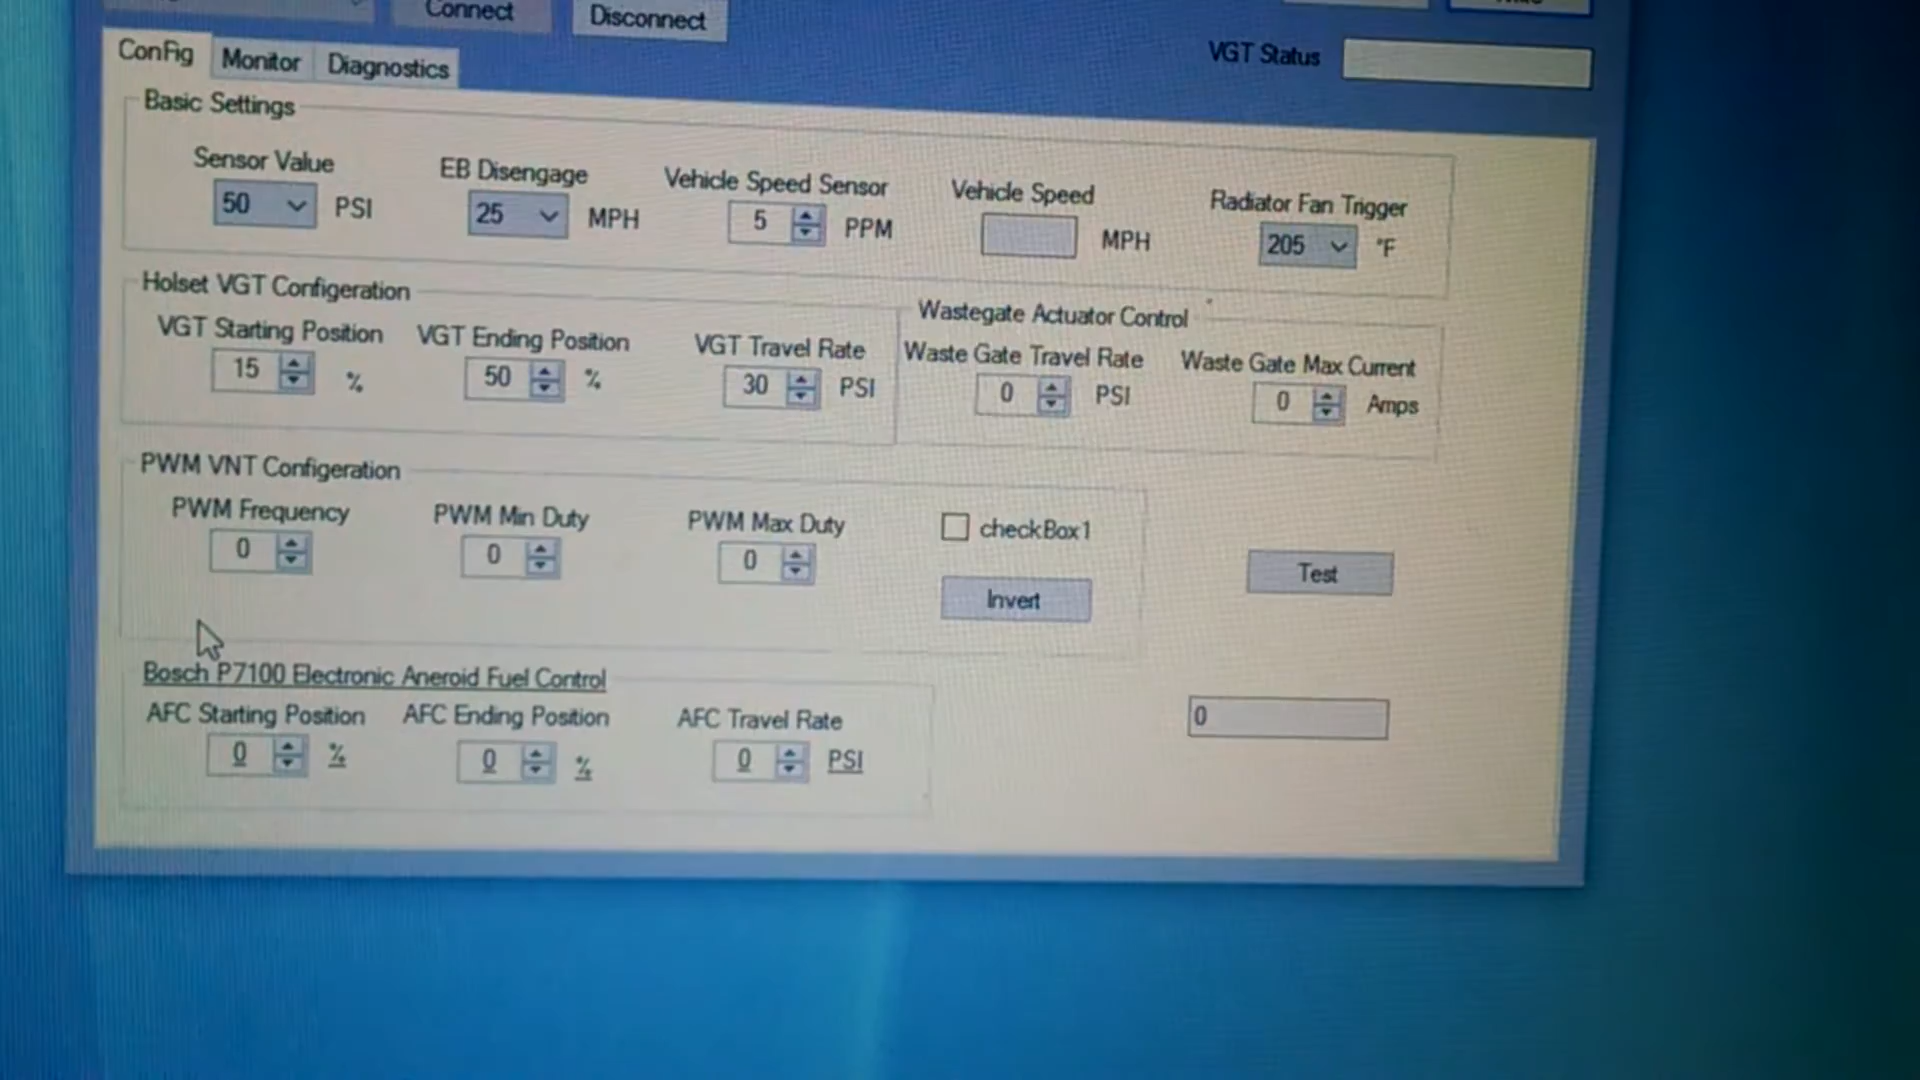 Connect
Disconnect
VGT Status
Config
Monitor
Diagnostics
Basic Settings
Sensor Value
50
PSI
EB Disengage
25
MPH
Vehicle Speed Sensor
5
PPM
Vehicle Speed
MPH
Radiator Fan Trigger
205
°F
Holset VGT Configeration
VGT Starting Position
15
%
VGT Ending Position
50
%
VGT Travel Rate
30
PSI
Wastegate Actuator Control
Waste Gate Travel Rate
0
PSI
Waste Gate Max Current
0
Amps
PWM VNT Configeration
PWM Frequency
0
PWM Min Duty
0
PWM Max Duty
0
checkBox1
Invert
Test
Bosch P7100 Electronic Aneroid Fuel Control
AFC Starting Position
0
%
AFC Ending Position
0
%
AFC Travel Rate
0
PSI
0